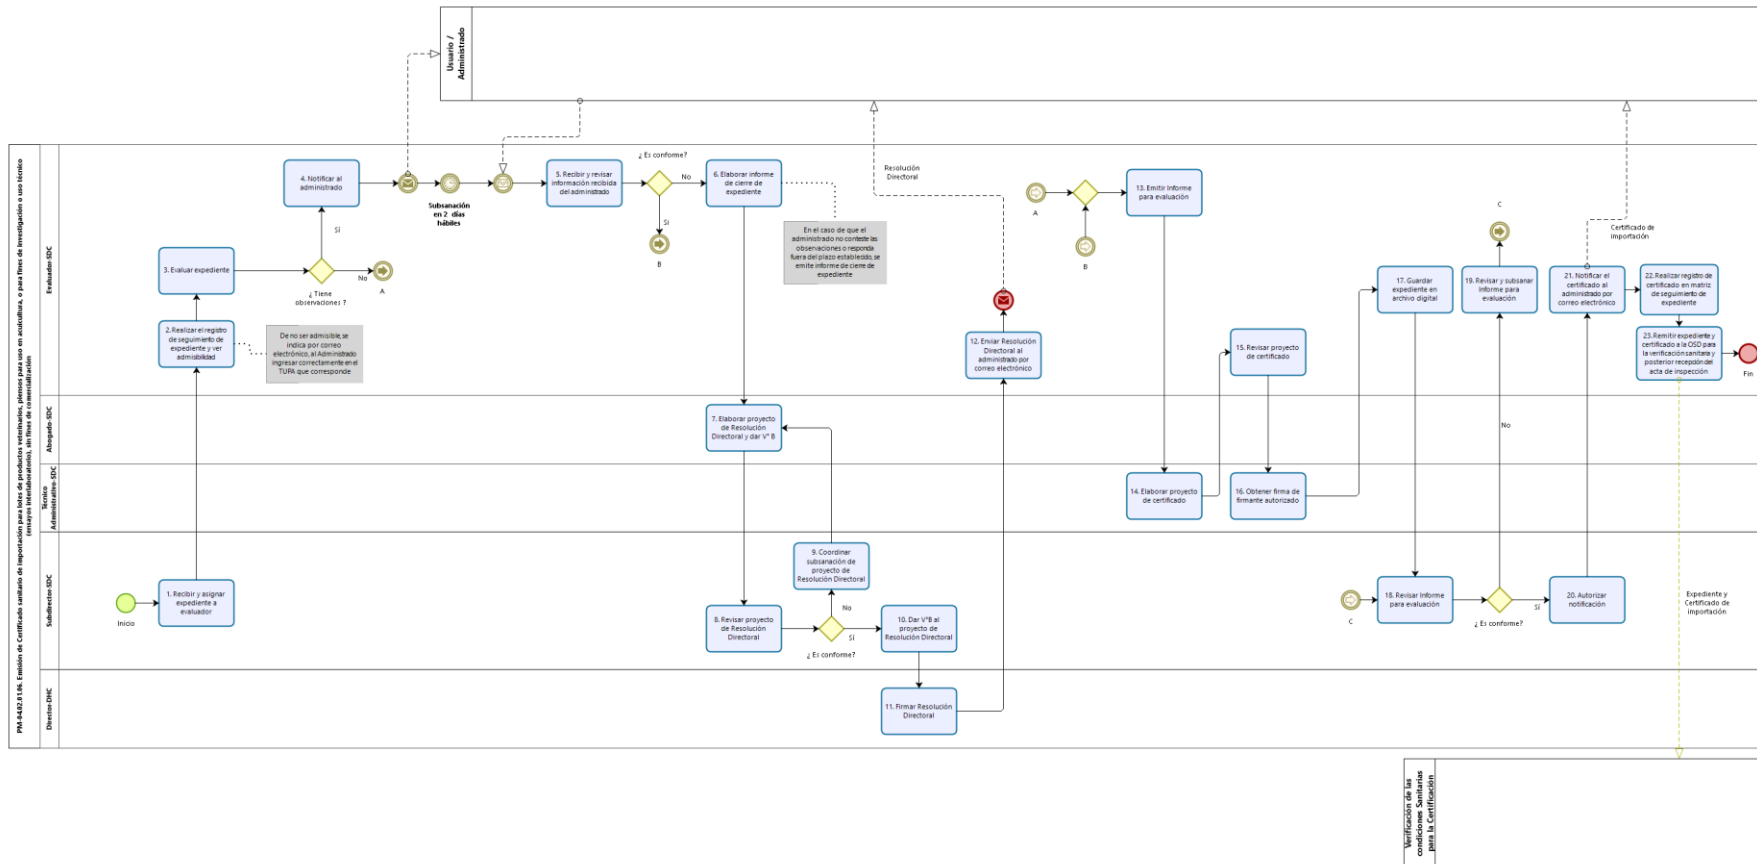 Usuario /
Administrado
PM-04.02.01.06. Emisión de Certificado sanitario de importación para lotes de productos veterinarios, piensos para uso en acuicultura, o para fines de investigación o uso técnico
(ensayos interlaboratorio), sin fines de comercialización
Evaluador-SDC
Abogado-SDC
Técnico
Administrativo-SDC
Subdirector-SDC
Director-DHC
Inicio
1. Recibir y asignar
expediente a
evaluador
2. Realizar el registro
de seguimiento de
expediente y ver
admisibilidad
De no ser admisible, se
indica por correo
electrónico, al Administrado
ingresar correctamente en el
TUPA que corresponde
3. Evaluar expediente
¿ Tiene
observaciones ?
Sí
No
A
4. Notificar al
administrado
Subsanación
en 2 días
hábiles
5. Recibir y revisar
información recibida
del administrado
¿ Es conforme?
No
Si
B
6. Elaborar informe
de cierre de
expediente
En el caso de que el
administrado no conteste las
observaciones o responda
fuera del plazo establecido, se
emite informe de cierre de
expediente
7. Elaborar proyecto
de Resolución
Directoral y dar V° B
8. Revisar proyecto
de Resolución
Directoral
¿ Es conforme?
No
Sí
9. Coordinar
subsanación de
proyecto de
Resolución Directoral
10. Dar V°B al
proyecto de
Resolución Directoral
11. Firmar Resolución
Directoral
12. Enviar Resolución
Directoral al
administrado por
correo electrónico
Resolución
Directoral
A
B
13. Emitir Informe
para evaluación
14. Elaborar proyecto
de certificado
15. Revisar proyecto
de certificado
16. Obtener firma de
firmante autorizado
17. Guardar
expediente en
archivo digital
C
18. Revisar Informe
para evaluación
¿ Es conforme?
No
Sí
19. Revisar y subsanar
Informe para
evaluación
C
20. Autorizar
notificación
21. Notificar el
certificado al
administrado por
correo electrónico
Certificado de
importación
22. Realizar registro de
certificado en matriz
de seguimiento de
expediente
23. Remitir expediente y
certificado a la OSD para
la verificación sanitaria y
posterior recepción del
acta de inspección
Fin
Expediente y
Certificado de
importación
Verificación de las
condiciones Sanitarias
para la Certificación